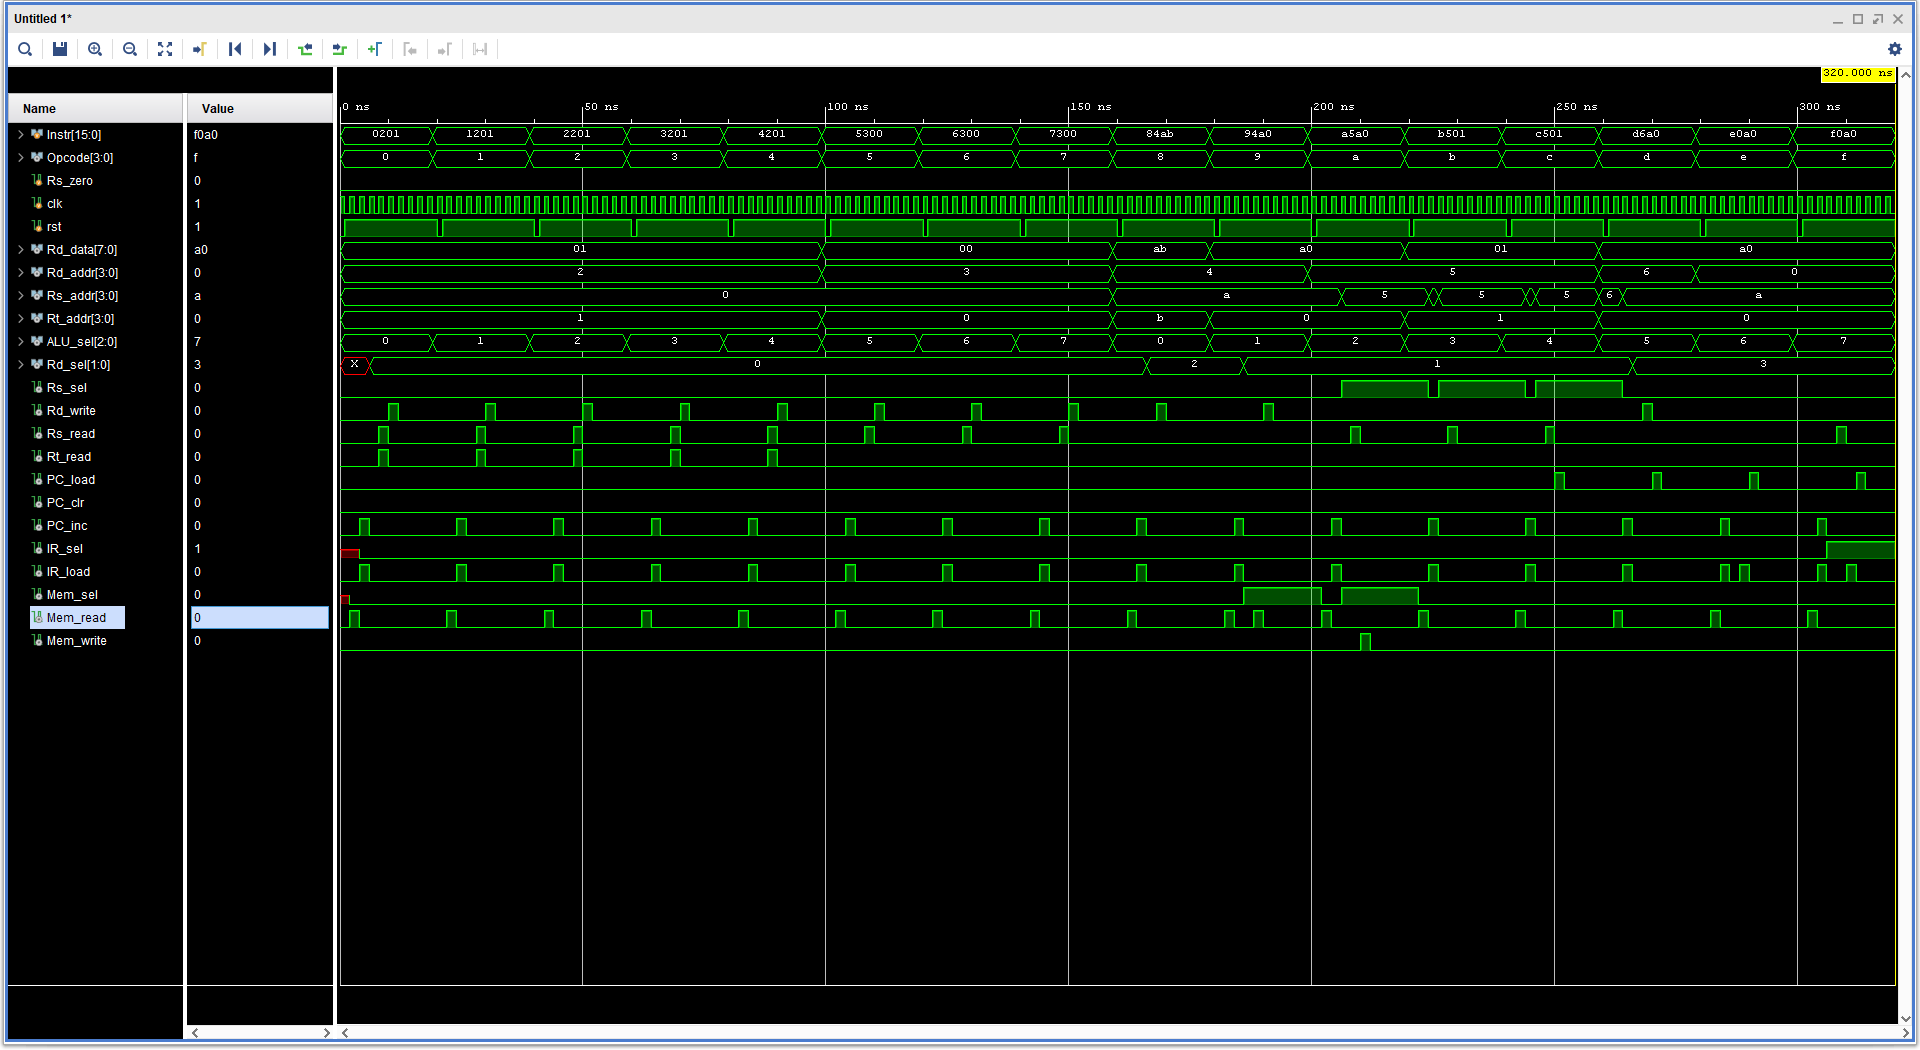 Untitled 1*
320.000 ns
Name Value
0 ns 50 ns 100 ns 150 ns 200 ns 250 ns 300 ns
Instr[15:0] f0a0 0201 1201 2201 3201 4201 5300 6300 7300 84ab 94a0 a5a0 b501 c501 d6a0 e0a0 f0a0
Opcode[3:0] f 0 1 2 3 4 5 6 7 8 9 a b c d e f
Rs_zero 0
clk 1
rst 1
Rd_data[7:0] a0 01 00 ab a0 01 a0
Rd_addr[3:0] 0 2 3 4 5 6 0
Rs_addr[3:0] a 0 a 5 5 5 6 a
Rt_addr[3:0] 0 1 0 b 0 1 0
ALU_sel[2:0] 7 0 1 2 3 4 5 6 7 0 1 2 3 4 5 6 7
Rd_sel[1:0] 3 X 0 2 1 3
Rs_sel 0
Rd_write 0
Rs_read 0
Rt_read 0
PC_load 0
PC_clr 0
PC_inc 0
IR_sel 1
IR_load 0
Mem_sel 0
Mem_read 0
Mem_write 0